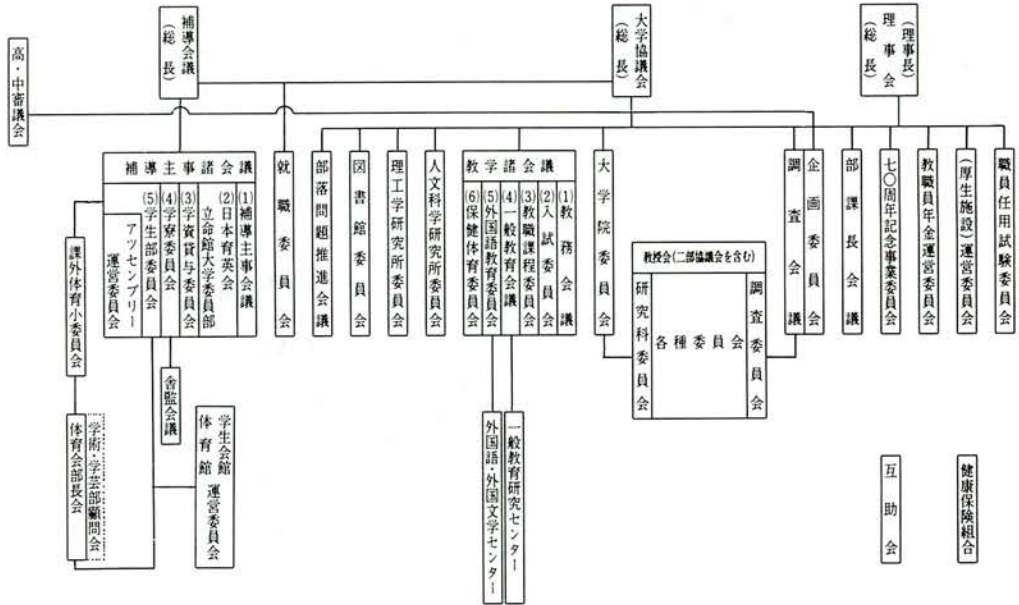 理事会
(理事長)
(総長)
大学協議会
(総長)
補導会議
(総長)
高・中審議会
職員任用試験委員
(厚生施設)運営委員会
教職員年金運営委員会
七〇周年記念事業委員会
部課長会議
企画委員会
調査会議
大学院委員会
教学諸会議
(1)教務会議
(2)入試委員会
(3)教職課程委員会
(4)一般教育会議
(5)外国語教育委員会
(6)保健体育委員会
人文科学研究所委員会
理工学研究所委員会
図書館委員会
部落問題推進会議
就職委員会
補導主事諸会議
(1)補導主事会議
(2)日本育英会
立命館大学委員部
(3)学資貸与委員会
(4)学寮委員会
(5)学生部委員会
アツセンブリー
運営委員会
教授会(二部協議会を含む)
調査委員会
各種委員会
研究科委員会
課外体育小委員会
舎監会議
学生会館
体育館
運営委員会
学術・学芸部顧問会
体育会部長会
一般教育研究センター
外国語・外国文学センター
健康保険組合
互助会